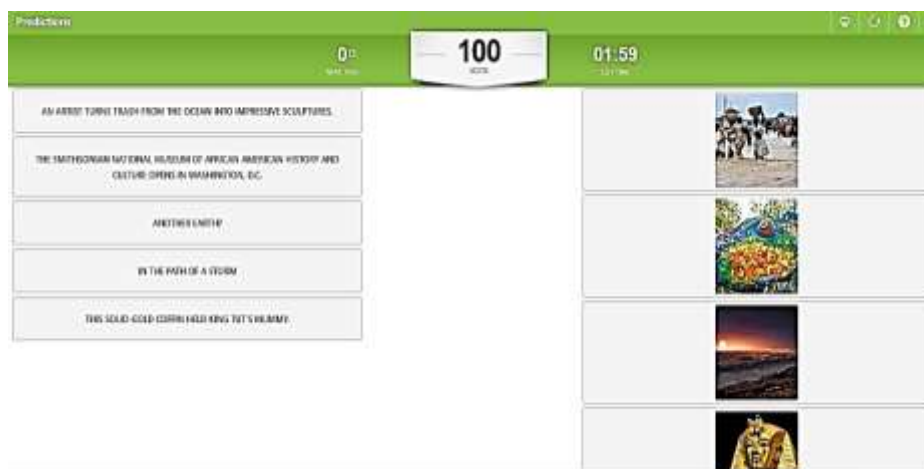 Predictions
0
100
01:59
AN ARTIST TURNS TRASH FROM THE OCEAN INTO IMPRESSIVE SCULPTURES.
THE SMITHSONIAN NATIONAL MUSEUM OF AFRICAN AMERICAN HISTORY AND
CULTURE OPENS IN WASHINGTON, D.C.
ANOTHER EARTH?
IN THE PATH OF A STORM
THIS SOLID-GOLD COFFIN HELD KING TUT'S MUMMY.